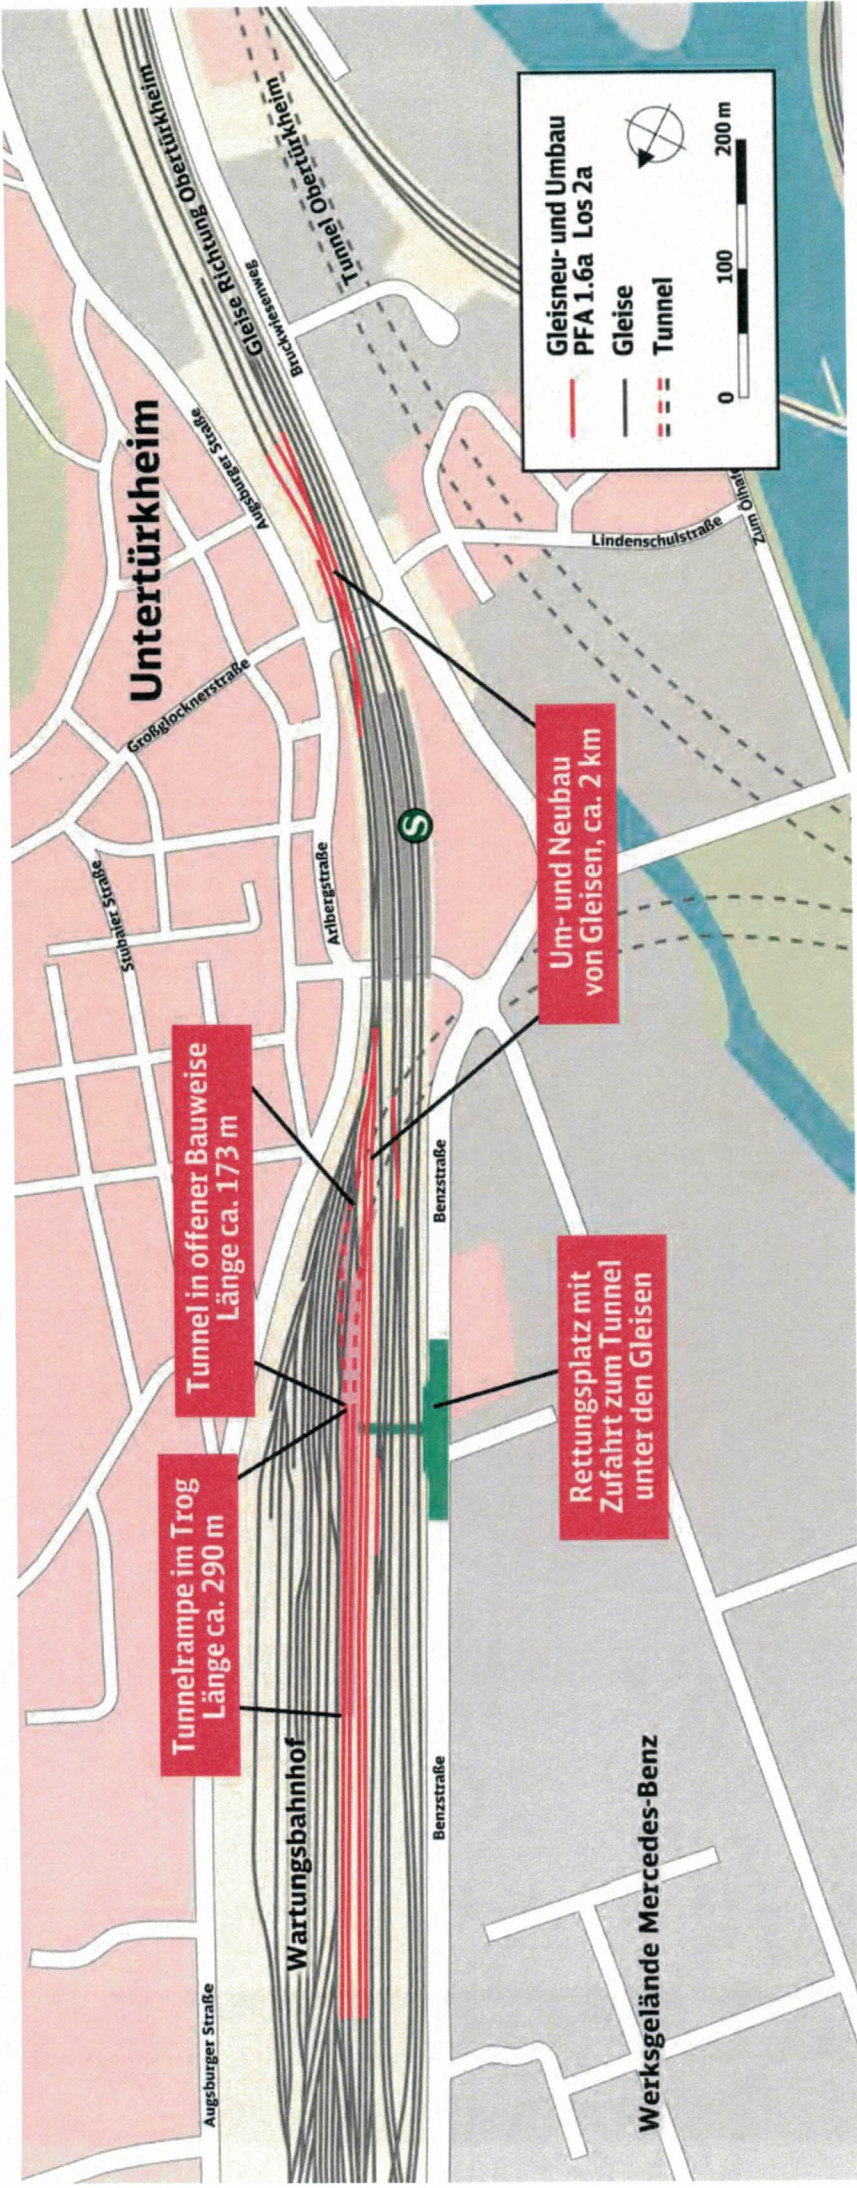 Untertürkheim
Gleise Richtung Obertürkheim
Tunnel Obertürkheim
Bruckwiesenweg
Augsburger Straße
Großglocknerstraße
Stubaier Straße
Arlbergstraße
Lindenschulstraße
Zum Ölhafe
S
Tunnelrampe im Trog
Länge ca. 290 m
Tunnel in offener Bauweise
Länge ca. 173 m
Um- und Neubau
von Gleisen, ca. 2 km
Rettungsplatz mit
Zufahrt zum Tunnel
unter den Gleisen
Wartungsbahnhof
Augsburger Straße
Benzstraße
Benzstraße
Werksgelände Mercedes-Benz
Gleisneu- und Umbau
PFA 1.6a Los 2a
Gleise
Tunnel
0 100 200 m